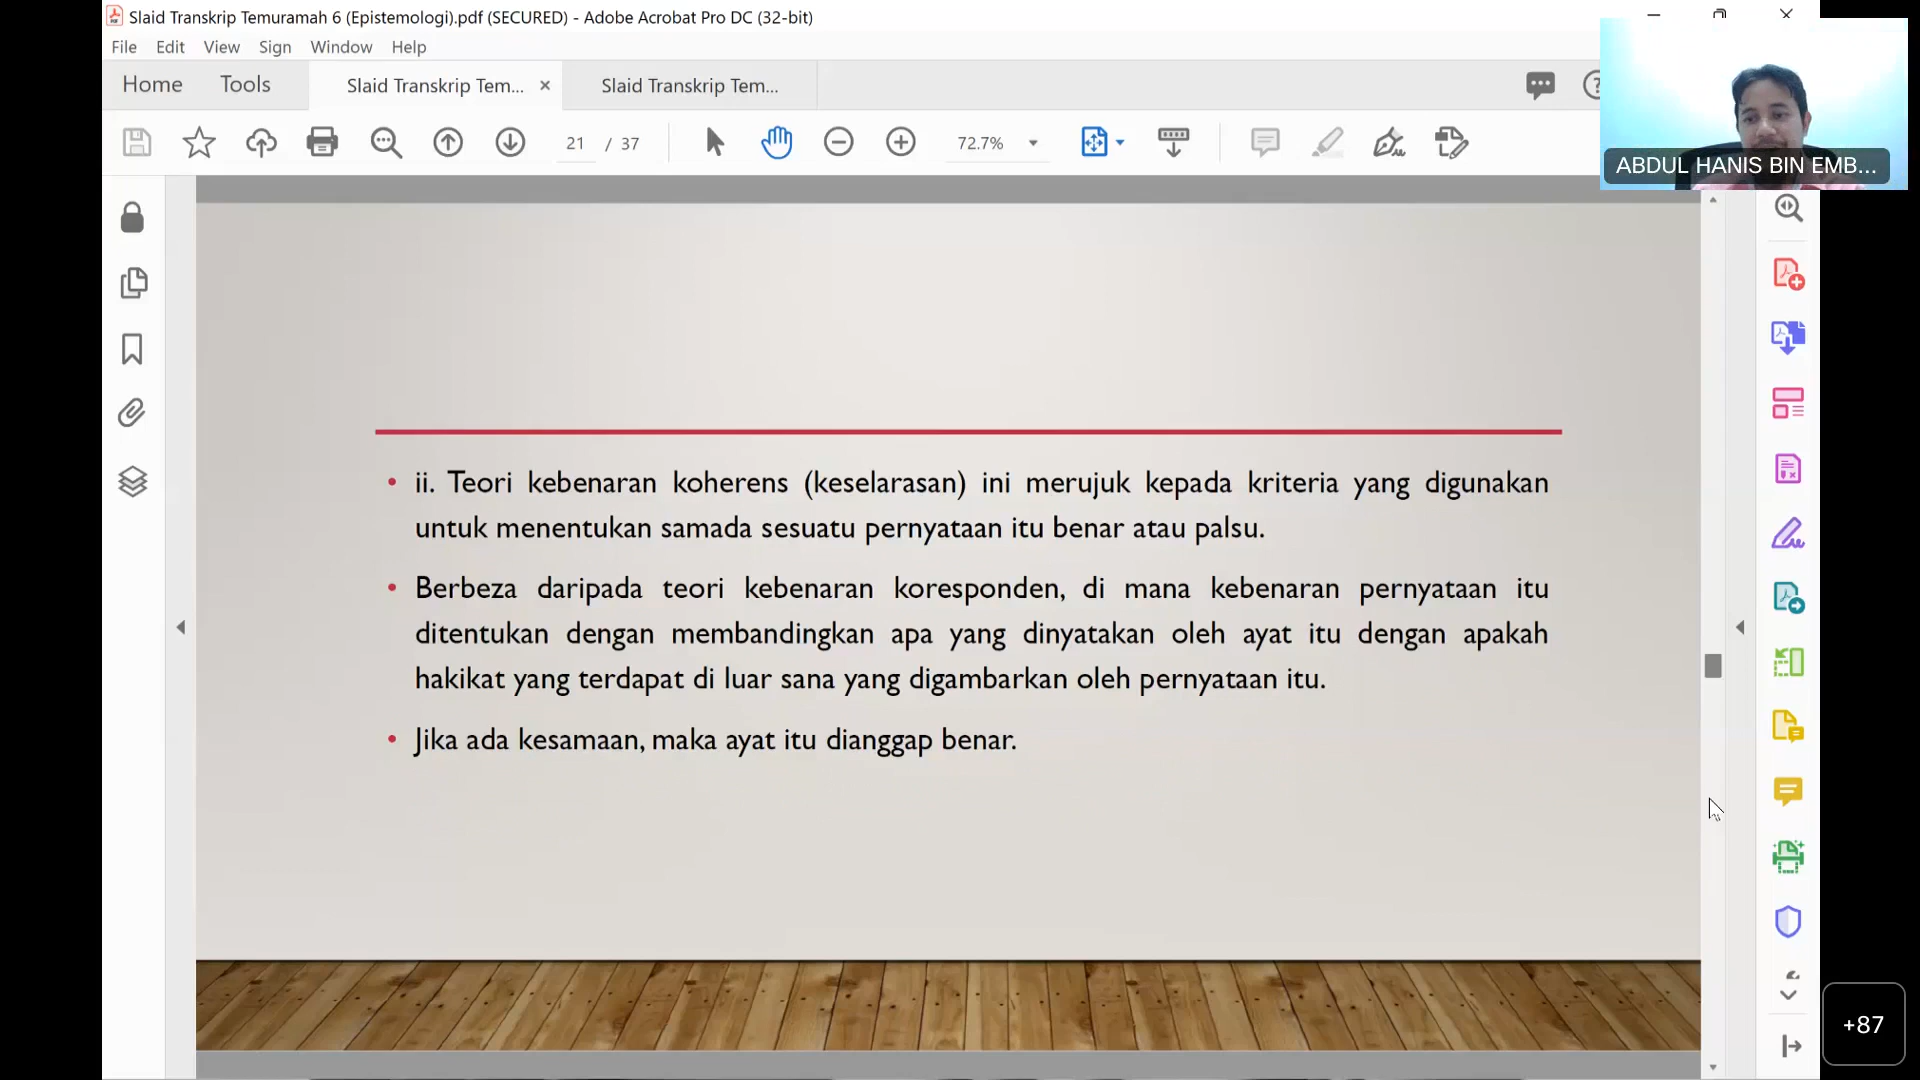 Slaid Transkrip Temuramah 6 (Epistemologi).pdf (SECURED) - Adobe Acrobat Pro DC (32-bit)
File Edit View Sign Window Help
Home Tools Slaid Transkrip Tem... Slaid Transkrip Tem...
21 / 37 72.7%
ABDUL HANIS BIN EMB...
• ii. Teori kebenaran koherens (keselarasan) ini merujuk kepada kriteria yang digunakan
untuk menentukan samada sesuatu pernyataan itu benar atau palsu.
• Berbeza daripada teori kebenaran koresponden, di mana kebenaran pernyataan itu
ditentukan dengan membandingkan apa yang dinyatakan oleh ayat itu dengan apakah
hakikat yang terdapat di luar sana yang digambarkan oleh pernyataan itu.
• Jika ada kesamaan, maka ayat itu dianggap benar.
+87